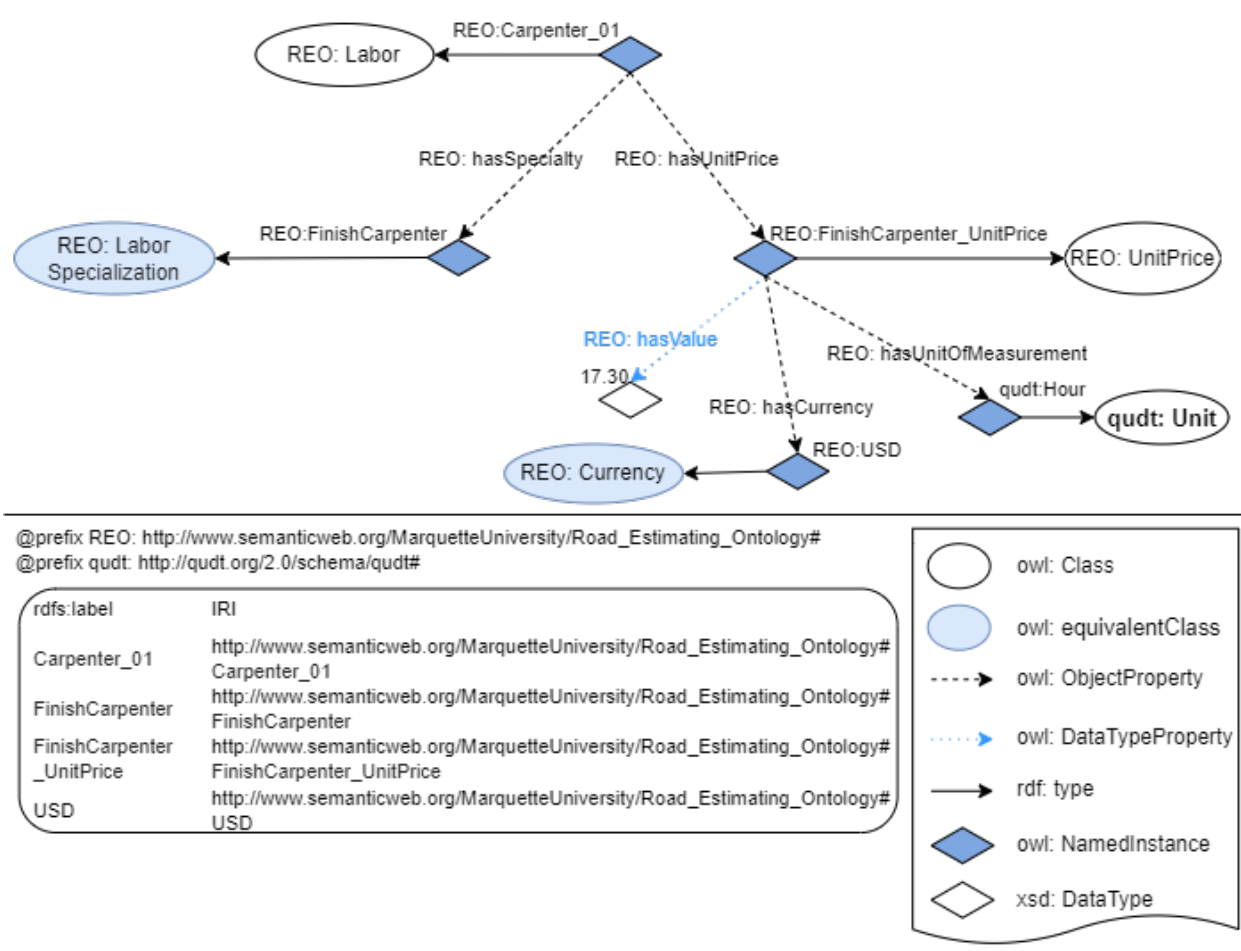 REO:Carpenter_01
REO: Labor
REO: hasSpecialty
REO: hasUnitPrice
REO: Labor
Specialization
REO:FinishCarpenter
REO:FinishCarpenter_UnitPrice
REO: UnitPrice
REO: hasValue
REO: hasUnitOfMeasurement
17.30
qudt:Hour
REO: hasCurrency
qudt: Unit
REO:USD
REO: Currency
@prefix REO: http://www.semanticweb.org/MarquetteUniversity/Road_Estimating_Ontology#
@prefix qudt: http://qudt.org/2.0/schema/qudt#
rdfs:label IRI
Carpenter_01
http://www.semanticweb.org/MarquetteUniversity/Road_Estimating_Ontology#
Carpenter_01
FinishCarpenter
http://www.semanticweb.org/MarquetteUniversity/Road_Estimating_Ontology#
FinishCarpenter
FinishCarpenter
_UnitPrice
http://www.semanticweb.org/MarquetteUniversity/Road_Estimating_Ontology#
FinishCarpenter_UnitPrice
USD
http://www.semanticweb.org/MarquetteUniversity/Road_Estimating_Ontology#
USD
owl: Class
owl: equivalentClass
owl: ObjectProperty
owl: DataTypeProperty
rdf: type
owl: NamedInstance
xsd: DataType